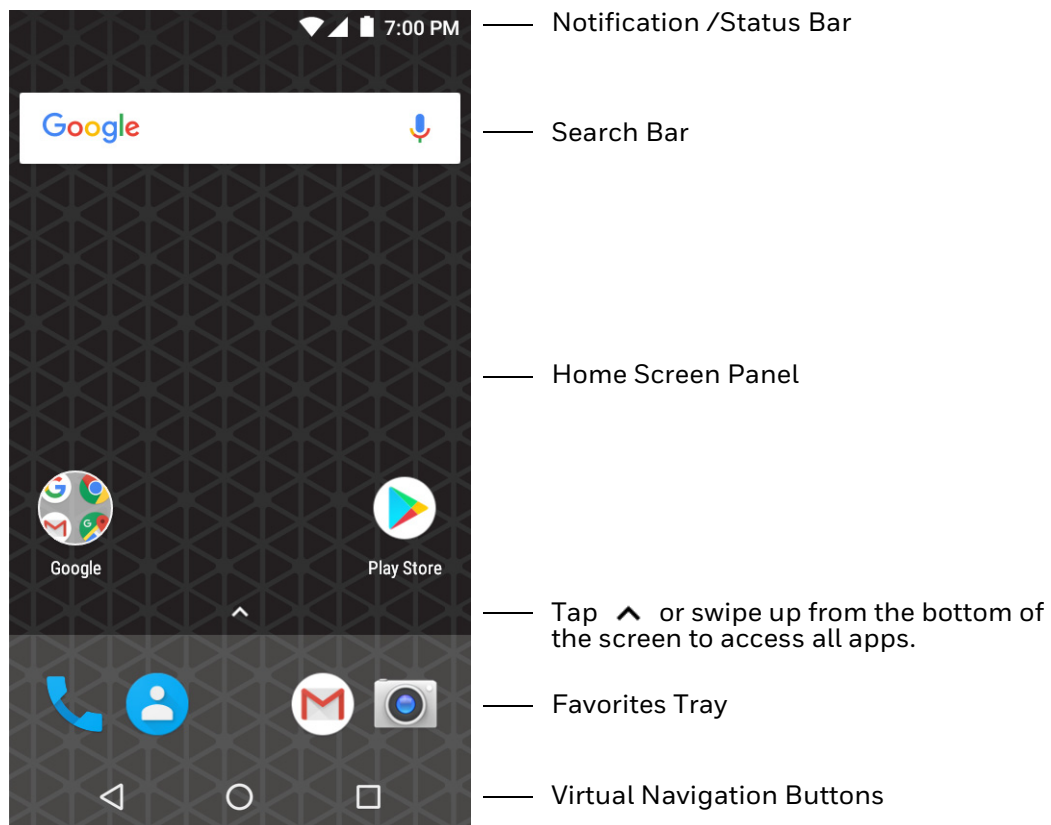 7:00 PM
Notification /Status Bar
Google
Search Bar
Home Screen Panel
Google
Play Store
Tap ^ or swipe up from the bottom of
the screen to access all apps.
Favorites Tray
Virtual Navigation Buttons